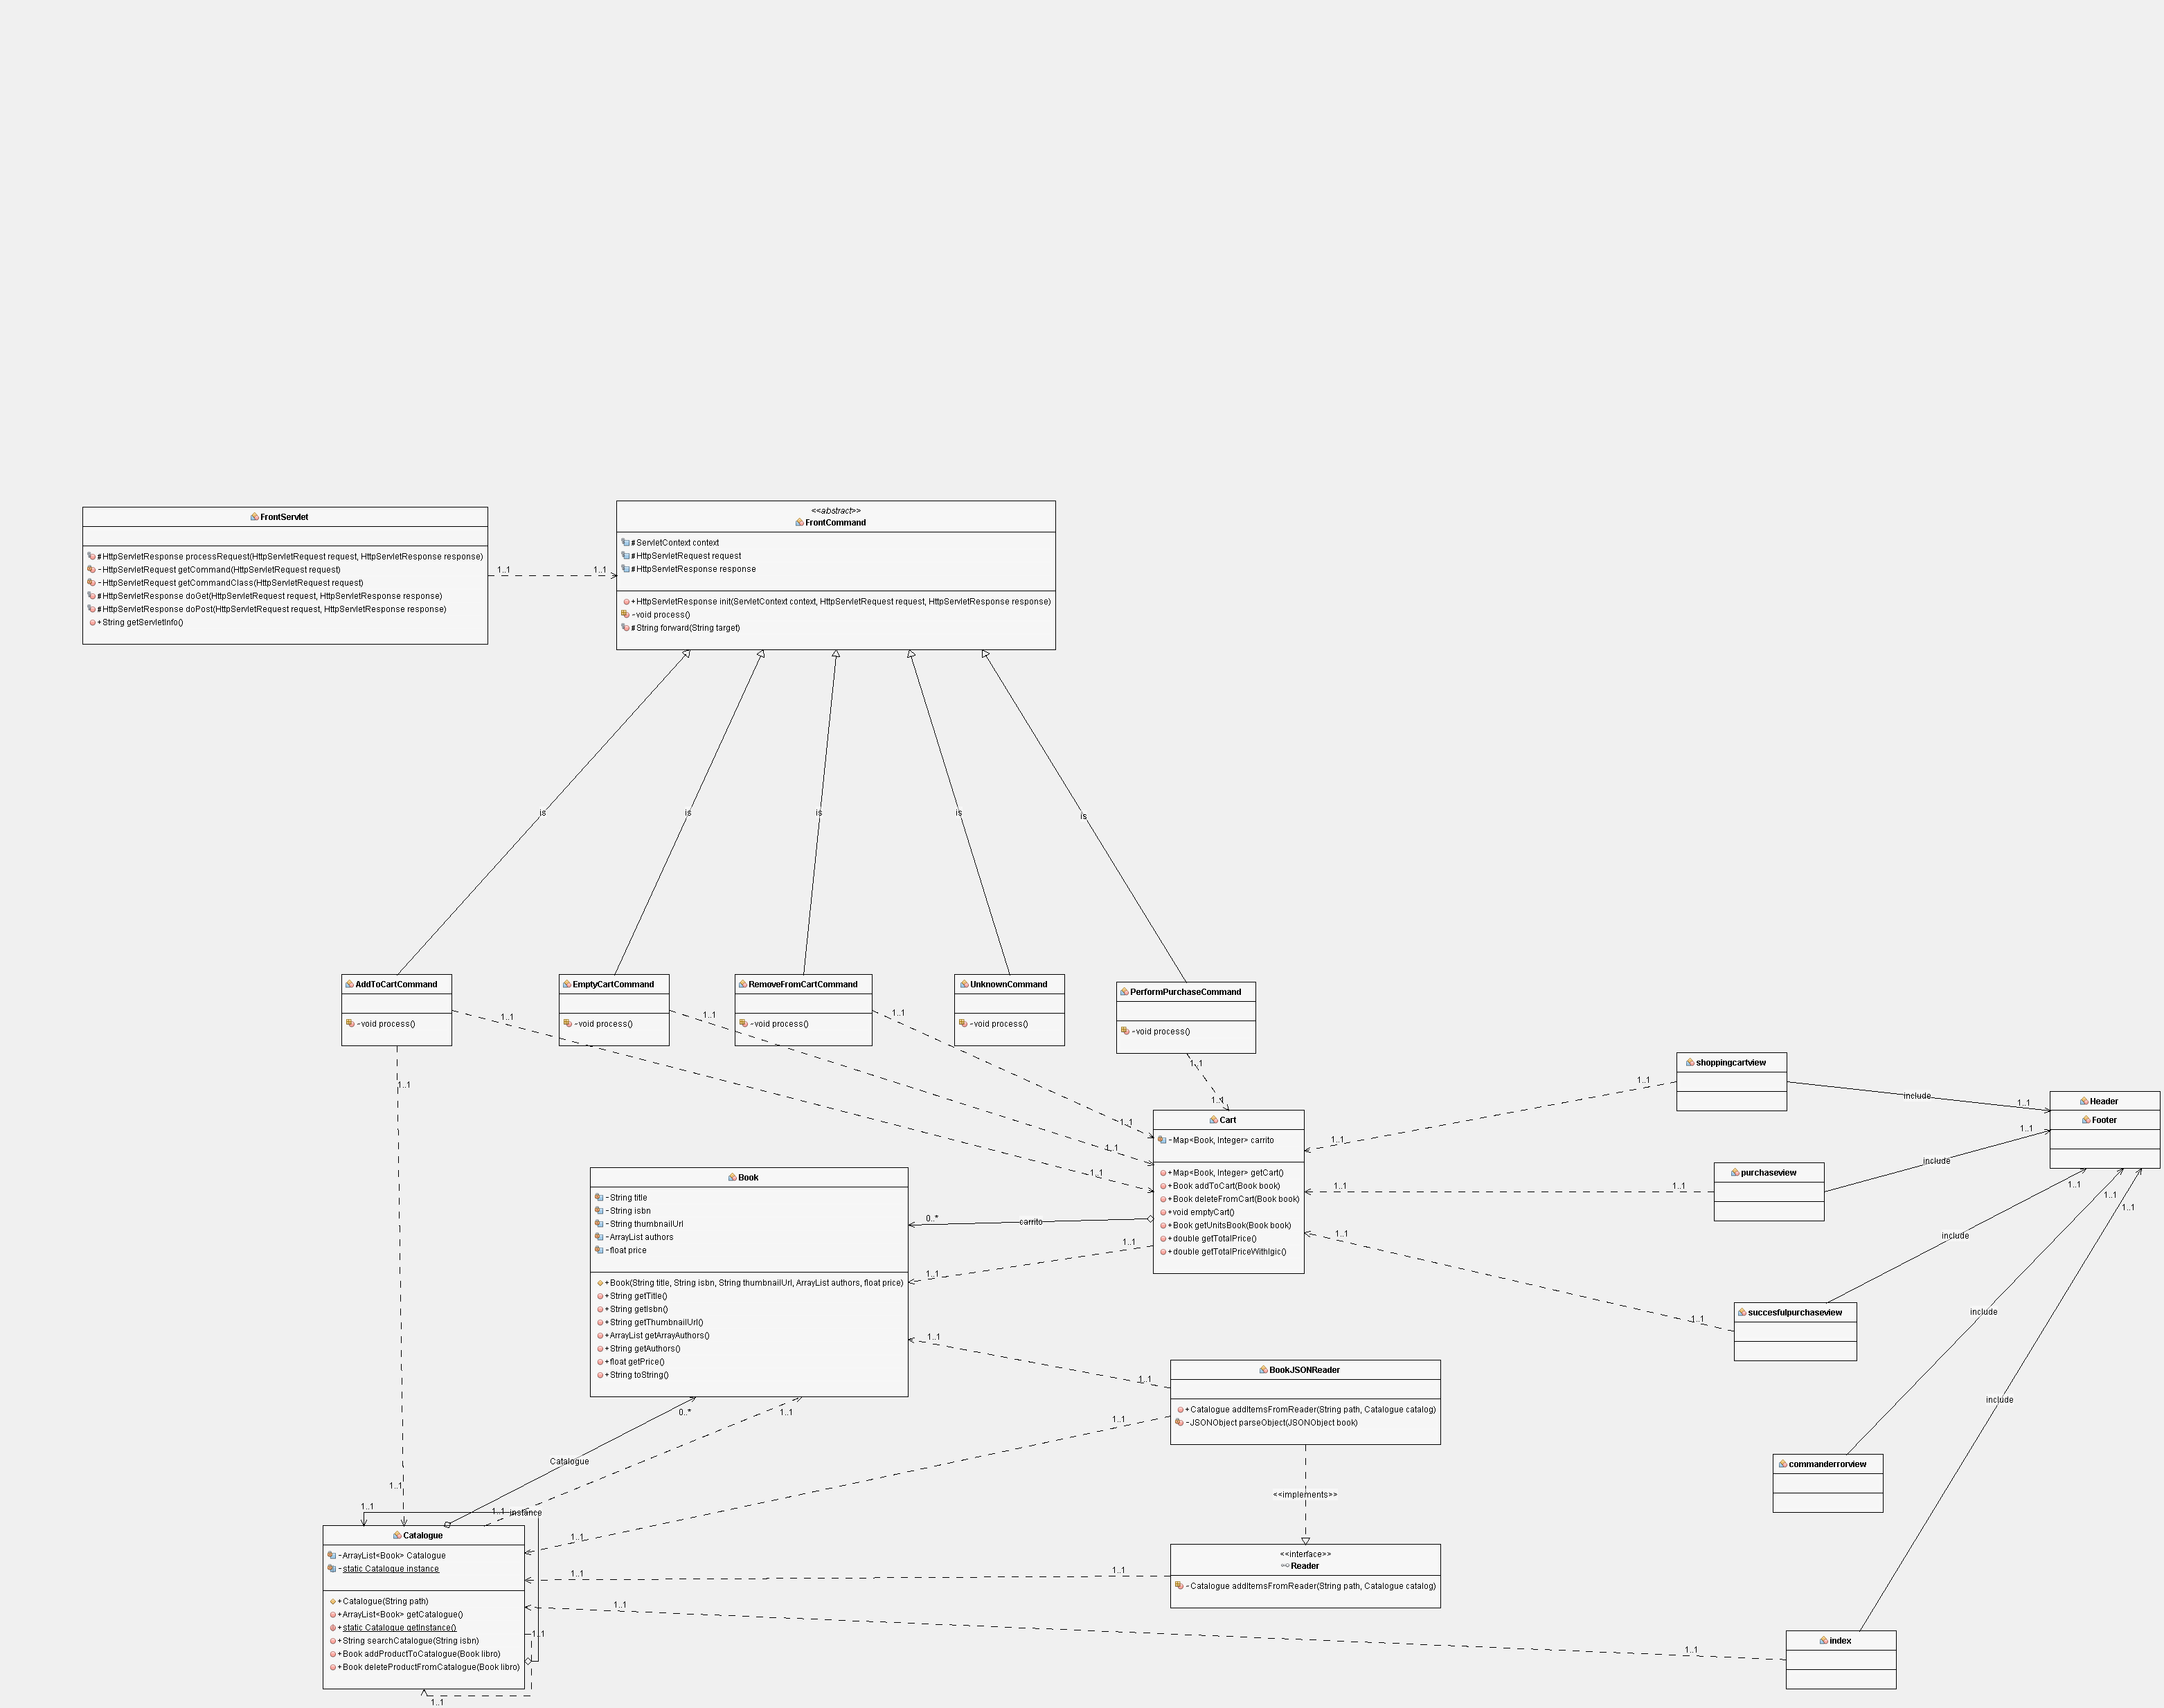 FrontServlet
#HttpServletResponse processRequest(HttpServletRequest request, HttpServletResponse response)
-HttpServletRequest getCommand(HttpServletRequest request)
-HttpServletRequest getCommandClass(HttpServletRequest request)
#HttpServletResponse doGet(HttpServletRequest request, HttpServletResponse response)
#HttpServletResponse doPost(HttpServletRequest request, HttpServletResponse response)
+String getServletInfo()
1..1
1..1
<<abstract>>
FrontCommand
#ServletContext context
#HttpServletRequest request
#HttpServletResponse response
+HttpServletResponse init(ServletContext context, HttpServletRequest request, HttpServletResponse response)
-void process()
#String forward(String target)
is
is
is
is
is
AddToCartCommand
-void process()
EmptyCartCommand
-void process()
RemoveFromCartCommand
-void process()
UnknownCommand
-void process()
PerformPurchaseCommand
-void process()
1..1
1..1
1..1
1..1
1..1
1..1
1..1
1..1
1..1
Cart
-Map<Book, Integer> carrito
+Map<Book, Integer> getCart()
+Book addToCart(Book book)
+Book deleteFromCart(Book book)
+void emptyCart()
+Book getUnitsBook(Book book)
+double getTotalPrice()
+double getTotalPriceWithIgic()
shoppingcartview
1..1
1..1
include
1..1
Header
Footer
purchaseview
1..1
1..1
include
1..1
succesfulpurchaseview
1..1
1..1
include
1..1
commanderrorview
include
1..1
index
include
1..1
Book
-String title
-String isbn
-String thumbnailUrl
-ArrayList authors
-float price
+Book(String title, String isbn, String thumbnailUrl, ArrayList authors, float price)
+String getTitle()
+String getIsbn()
+String getThumbnailUrl()
+ArrayList getArrayAuthors()
+String getAuthors()
+float getPrice()
+String toString()
0..*
carrito
1..1
1..1
1..1
1..1
BookJSONReader
+Catalogue addItemsFromReader(String path, Catalogue catalog)
-JSONObject parseObject(JSONObject book)
1..1
1..1
<<implements>>
<<interface>>
Reader
-Catalogue addItemsFromReader(String path, Catalogue catalog)
1..1
1..1
1..1
1..1
0..*
Catalogue
1..1
1..1
1..1
1..1
instance
Catalogue
-ArrayList<Book> Catalogue
-static Catalogue instance
+Catalogue(String path)
+ArrayList<Book> getCatalogue()
+static Catalogue getInstance()
+String searchCatalogue(String isbn)
+Book addProductToCatalogue(Book libro)
+Book deleteProductFromCatalogue(Book libro)
1..1
1..1